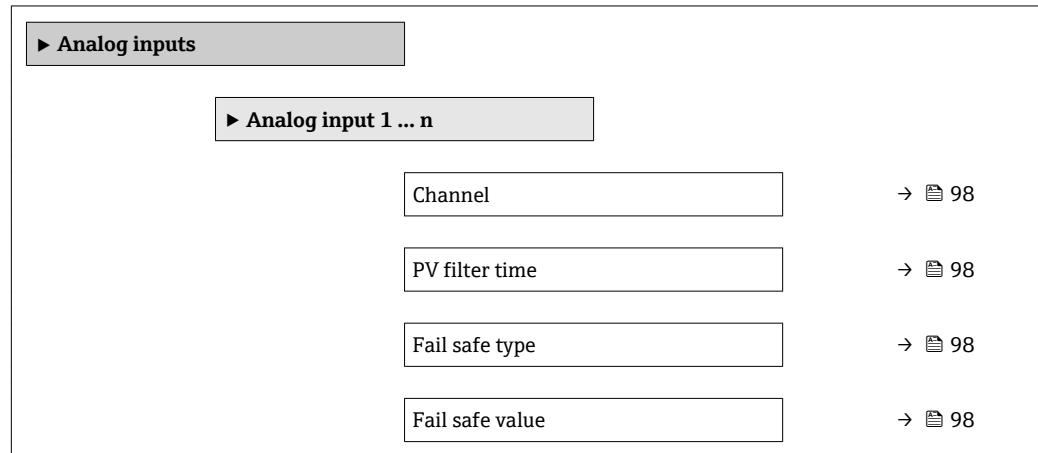 ▶ Analog inputs
▶ Analog input 1 ... n
Channel → 98
PV filter time → 98
Fail safe type → 98
Fail safe value → 98